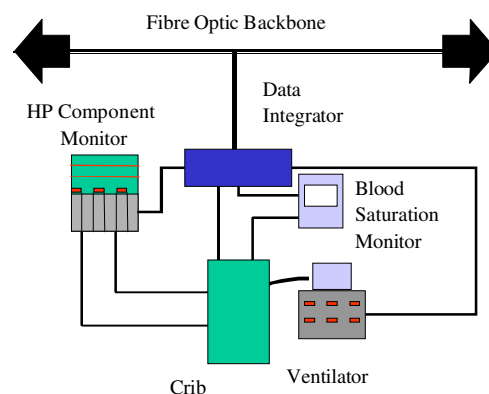 Fibre Optic Backbone
Data
Integrator
HP Component
Monitor
Blood
Saturation
Monitor
Ventilator
Crib